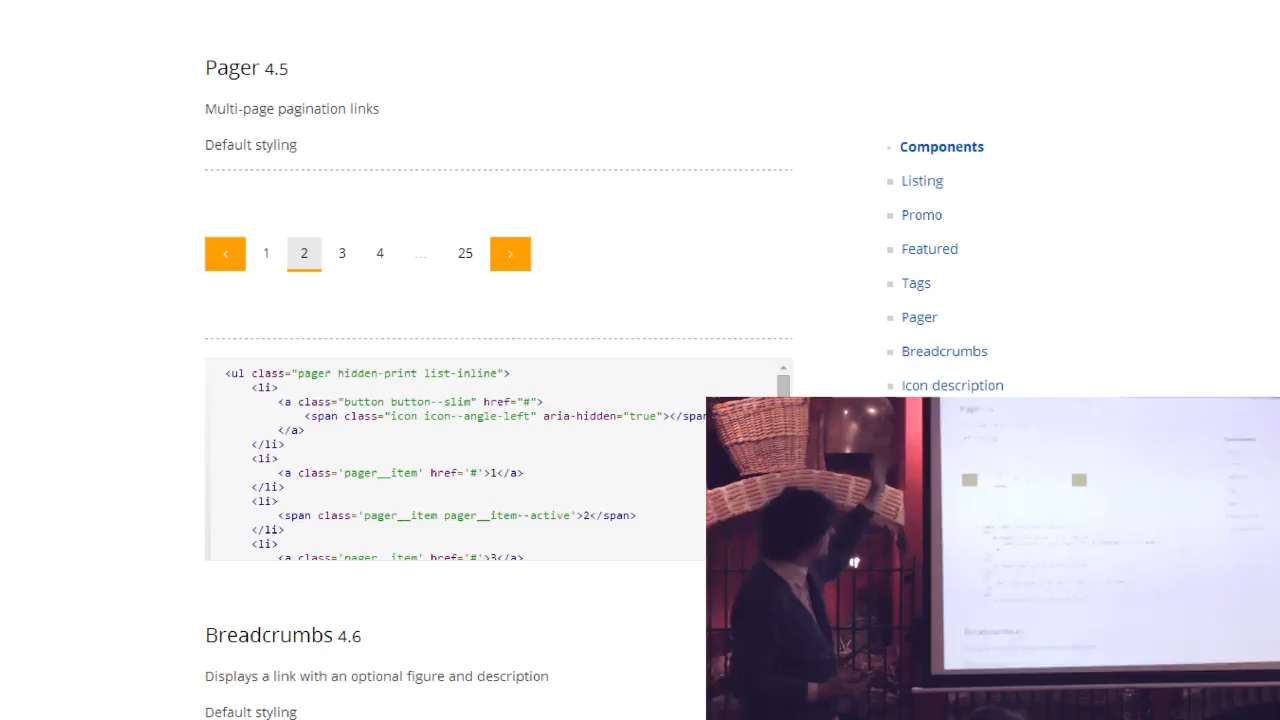 Pager 4.5
Multi-page pagination links
Default styling
‹ 1 2 3 4 ... 25 ›
<ul class="pager hidden-print list-inline">
<li>
<a class="button button--slim" href="#">
<span class="icon icon--angle-left" aria-hidden="true"></span
</a>
</li>
<li>
<a class='pager__item' href='#'>1</a>
</li>
<li>
<span class='pager__item pager__item--active'>2</span>
</li>
<li>
<a class='pager__item' href='#'>3</a>
Breadcrumbs 4.6
Displays a link with an optional figure and description
Default styling
Components
Listing
Promo
Featured
Tags
Pager
Breadcrumbs
Icon description